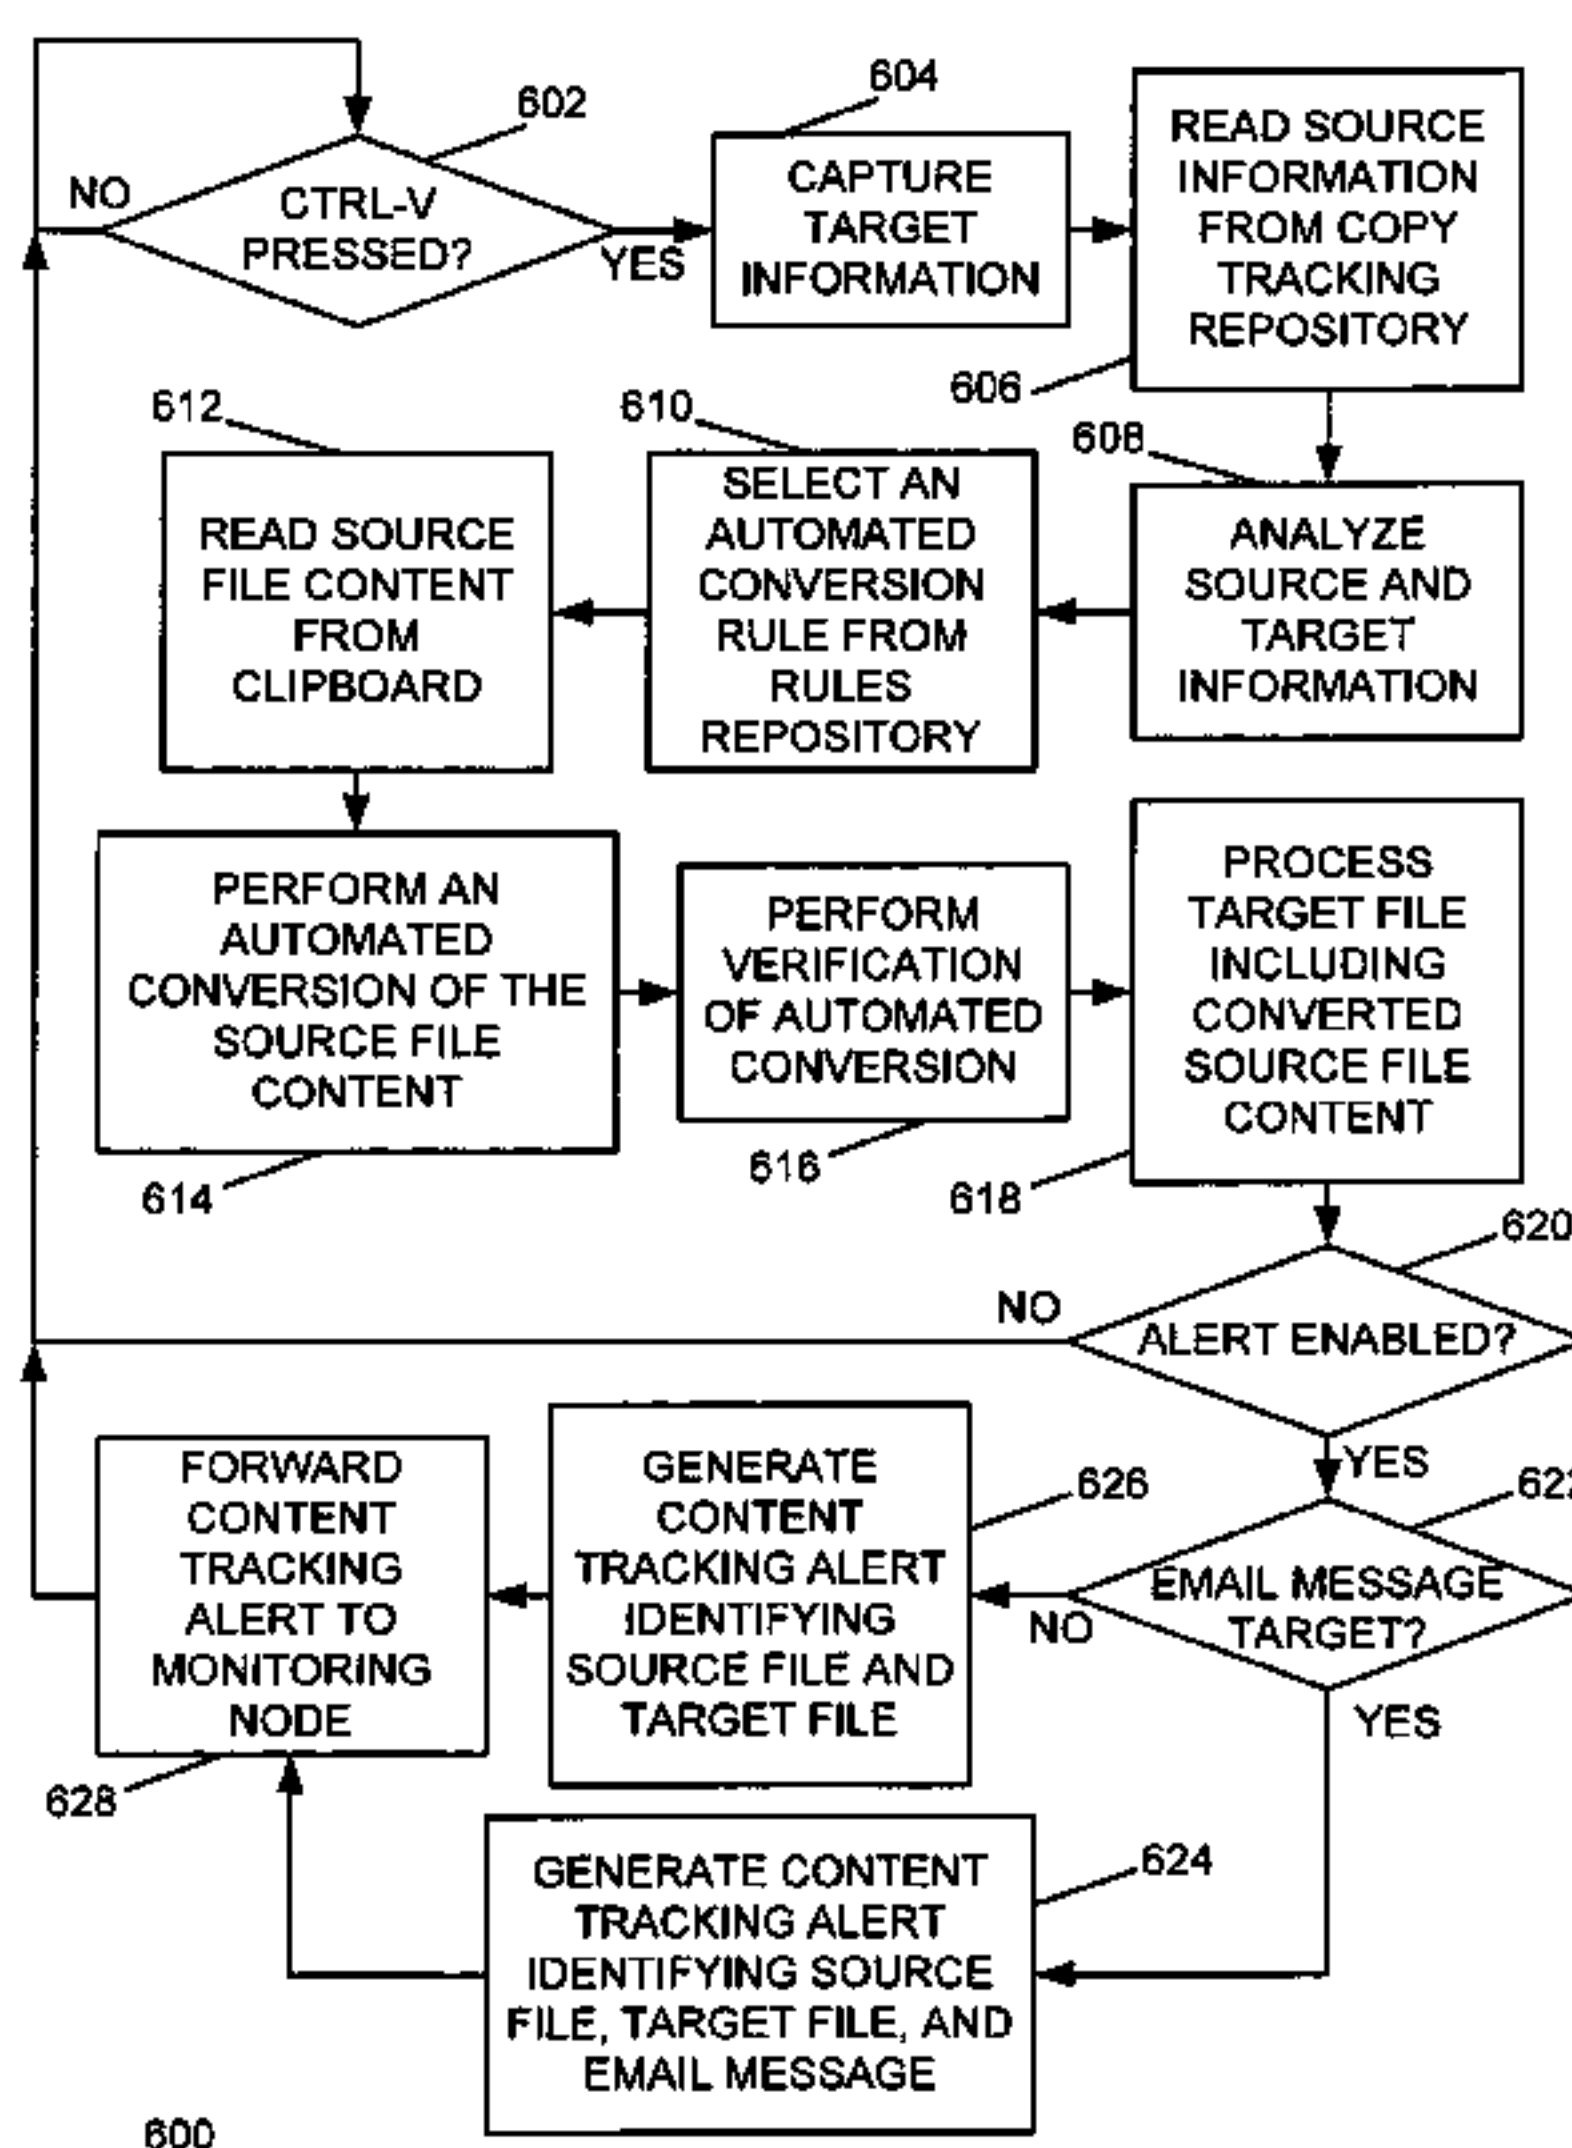 602
CTRL-V
PRESSED?
NO
YES
604
CAPTURE
TARGET
INFORMATION
READ SOURCE
INFORMATION
FROM COPY
TRACKING
REPOSITORY
606
608
ANALYZE
SOURCE AND
TARGET
INFORMATION
610
SELECT AN
AUTOMATED
CONVERSION
RULE FROM
RULES
REPOSITORY
612
READ SOURCE
FILE CONTENT
FROM
CLIPBOARD
PERFORM AN
AUTOMATED
CONVERSION OF THE
SOURCE FILE
CONTENT
614
PERFORM
VERIFICATION
OF AUTOMATED
CONVERSION
616
PROCESS
TARGET FILE
INCLUDING
CONVERTED
SOURCE FILE
CONTENT
618
620
ALERT ENABLED?
NO
YES
622
EMAIL MESSAGE
TARGET?
NO
YES
626
GENERATE
CONTENT
TRACKING ALERT
IDENTIFYING
SOURCE FILE AND
TARGET FILE
FORWARD
CONTENT
TRACKING
ALERT TO
MONITORING
NODE
628
624
GENERATE CONTENT
TRACKING ALERT
IDENTIFYING SOURCE
FILE, TARGET FILE, AND
EMAIL MESSAGE
600